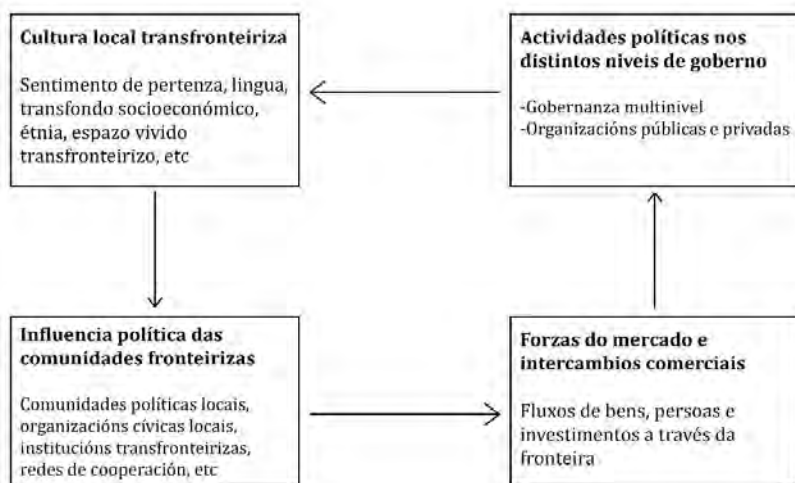 Cultura local transfronteiriza
Sentimento de pertenza, lingua,
transfondo socioeconómico,
étnia, espazo vivido
transfronteirizo, etc
Actividades políticas nos
distintos niveis de goberno
-Gobernanza multinivel
-Organizacións públicas e privadas
Influencia política das
comunidades fronteirizas
Comunidades políticas locais,
organizacións cívicas locais,
institucións transfronteirizas,
redes de cooperación, etc
Forzas do mercado e
intercambios comerciais
Fluxos de bens, persoas e
investimentos a través da
fronteira